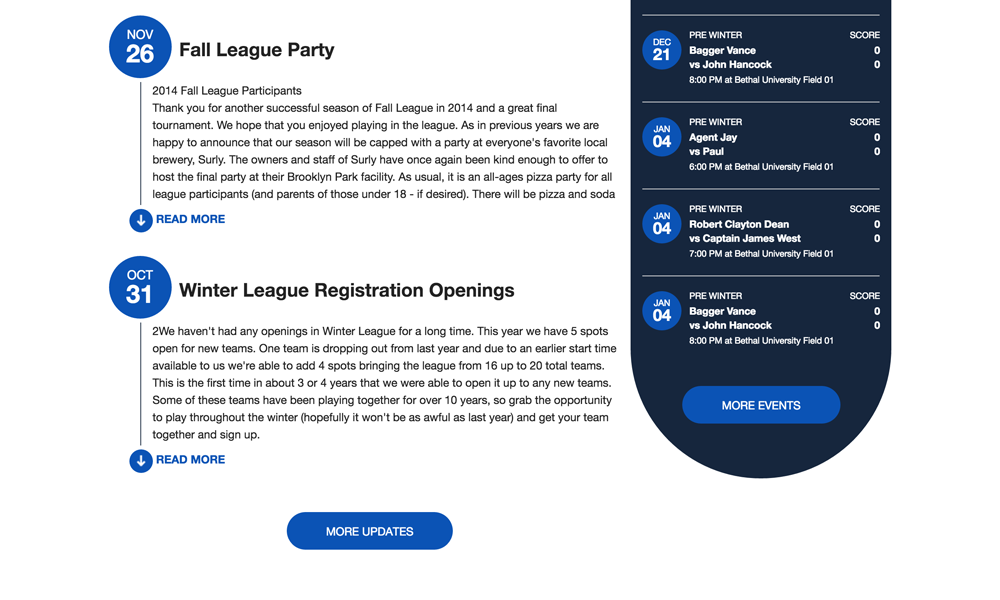 NOV
26
Fall League Party
2014 Fall League Participants
Thank you for another successful season of Fall League in 2014 and a great final
tournament. We hope that you enjoyed playing in the league. As in previous years we are
happy to announce that our season will be capped with a party at everyone's favorite local
brewery, Surly. The owners and staff of Surly have once again been kind enough to offer to
host the final party at their Brooklyn Park facility. As usual, it is an all-ages pizza party for all
league participants (and parents of those under 18 - if desired). There will be pizza and soda
READ MORE
OCT
31
Winter League Registration Openings
2We haven't had any openings in Winter League for a long time. This year we have 5 spots
open for new teams. One team is dropping out from last year and due to an earlier start time
available to us we're able to add 4 spots bringing the league from 16 up to 20 total teams.
This is the first time in about 3 or 4 years that we were able to open it up to any new teams.
Some of these teams have been playing together for over 10 years, so grab the opportunity
to play throughout the winter (hopefully it won't be as awful as last year) and get your team
together and sign up.
READ MORE
MORE UPDATES
DEC
21
PRE WINTER SCORE
Bagger Vance 0
vs John Hancock 0
8:00 PM at Bethal University Field 01
JAN
04
PRE WINTER SCORE
Agent Jay 0
vs Paul 0
6:00 PM at Bethal University Field 01
JAN
04
PRE WINTER SCORE
Robert Clayton Dean 0
vs Captain James West 0
7:00 PM at Bethal University Field 01
JAN
04
PRE WINTER SCORE
Bagger Vance 0
vs John Hancock 0
8:00 PM at Bethal University Field 01
MORE EVENTS